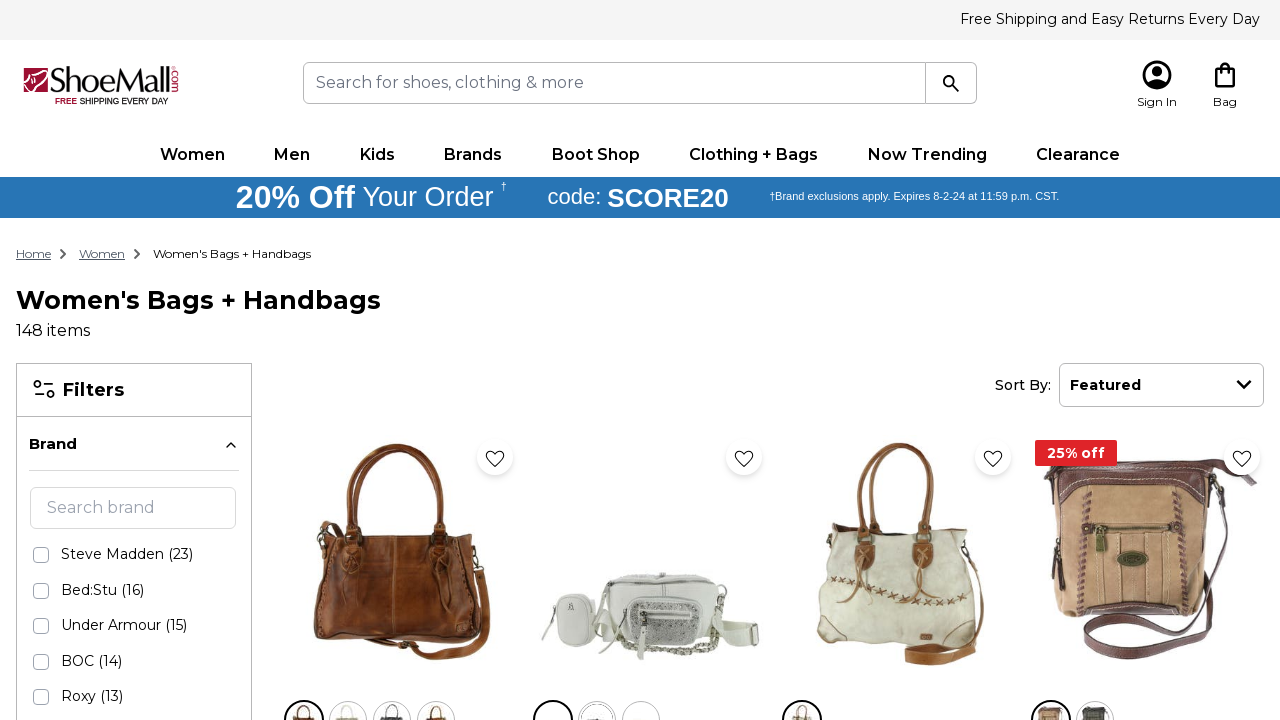 Free Shipping and Easy Returns Every Day
ShoeMall.com
FREE SHIPPING EVERY DAY
Search for shoes, clothing & more
Sign In
Bag
Women
Men
Kids
Brands
Boot Shop
Clothing + Bags
Now Trending
Clearance
20% Off Your Order † code: SCORE20 †Brand exclusions apply. Expires 8-2-24 at 11:59 p.m. CST.
Home
Women
Women's Bags + Handbags
Women's Bags + Handbags
148 items
Filters
Sort By: Featured
Brand
Search brand
Steve Madden (23)
Bed:Stu (16)
Under Armour (15)
BOC (14)
Roxy (13)
25% off